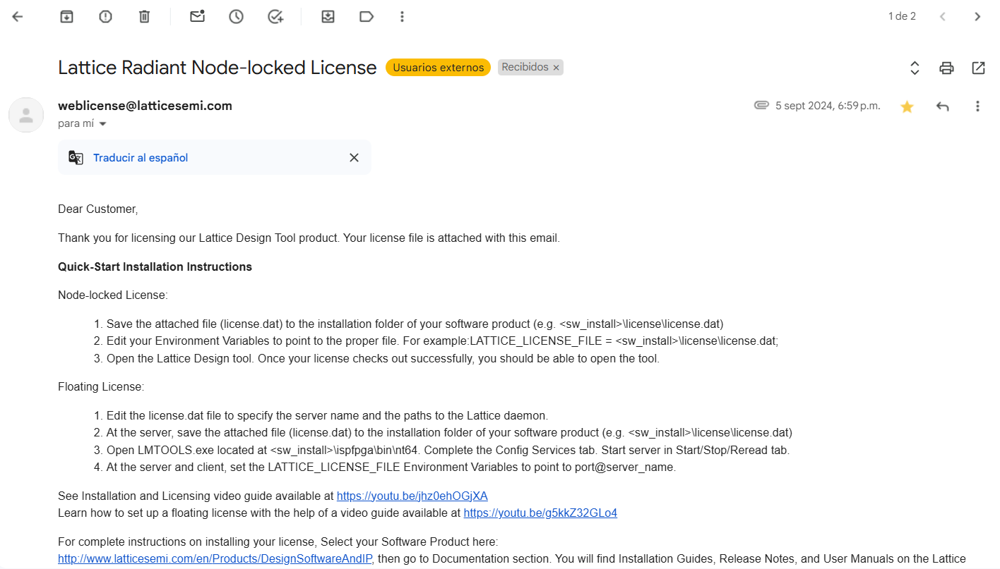 1 de 2
Lattice Radiant Node-locked License Usuarios externos Recibidos ×
weblicense@latticesemi.com 5 sept 2024, 6:59 p.m.
para mí
Traducir al español
Dear Customer,
Thank you for licensing our Lattice Design Tool product. Your license file is attached with this email.
Quick-Start Installation Instructions
Node-locked License:
1. Save the attached file (license.dat) to the installation folder of your software product (e.g. <sw_install>\license\license.dat)
2. Edit your Environment Variables to point to the proper file. For example:LATTICE_LICENSE_FILE = <sw_install>\license\license.dat;
3. Open the Lattice Design tool. Once your license checks out successfully, you should be able to open the tool.
Floating License:
1. Edit the license.dat file to specify the server name and the paths to the Lattice daemon.
2. At the server, save the attached file (license.dat) to the installation folder of your software product (e.g. <sw_install>\license\license.dat)
3. Open LMTOOLS.exe located at <sw_install>\ispfpga\bin\nt64. Complete the Config Services tab. Start server in Start/Stop/Reread tab.
4. At the server and client, set the LATTICE_LICENSE_FILE Environment Variables to point to port@server_name.
See Installation and Licensing video guide available at https://youtu.be/jhz0ehOGjXA
Learn how to set up a floating license with the help of a video guide available at https://youtu.be/g5kkZ32GLo4
For complete instructions on installing your license, Select your Software Product here:
http://www.latticesemi.com/en/Products/DesignSoftwareAndIP, then go to Documentation section. You will find Installation Guides, Release Notes, and User Manuals on the Lattice